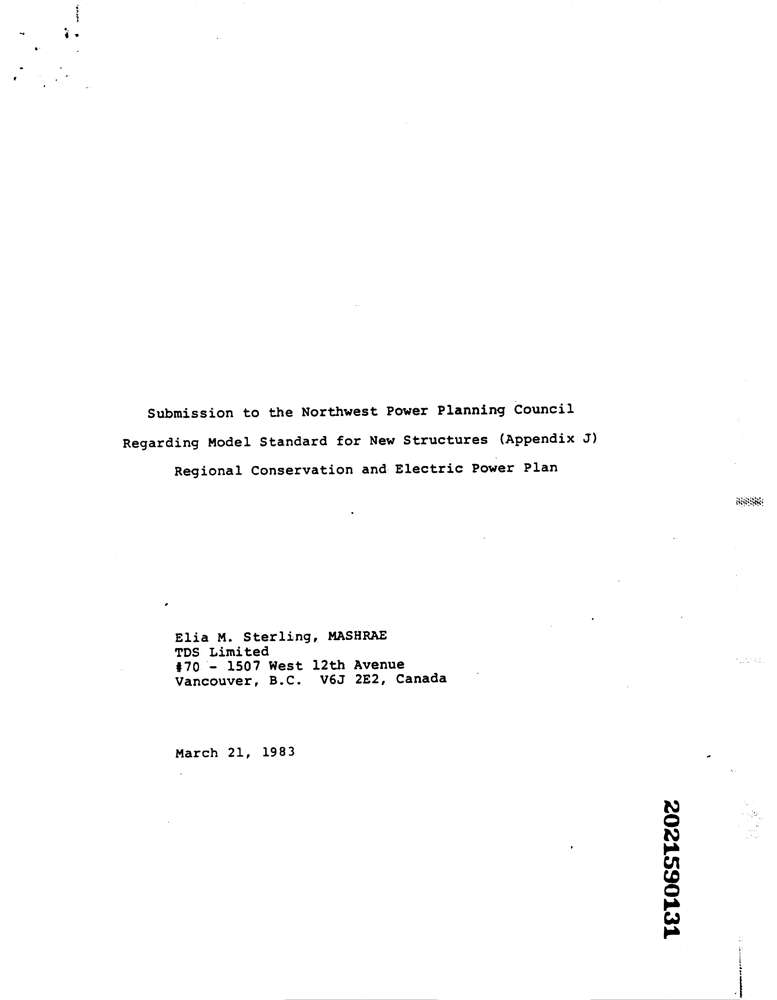 Submission to the Northwest Power Planning Council
Regarding Model Standard for New Structures (Appendix J)
Regional Conservation and Electric Power Plan
Elia M. Sterling, MASHRAE
TDS Limited
#70 - 1507 West 12th Avenue
Vancouver, B.C. V6J 2E2, Canada
March 21, 1983
2021590131